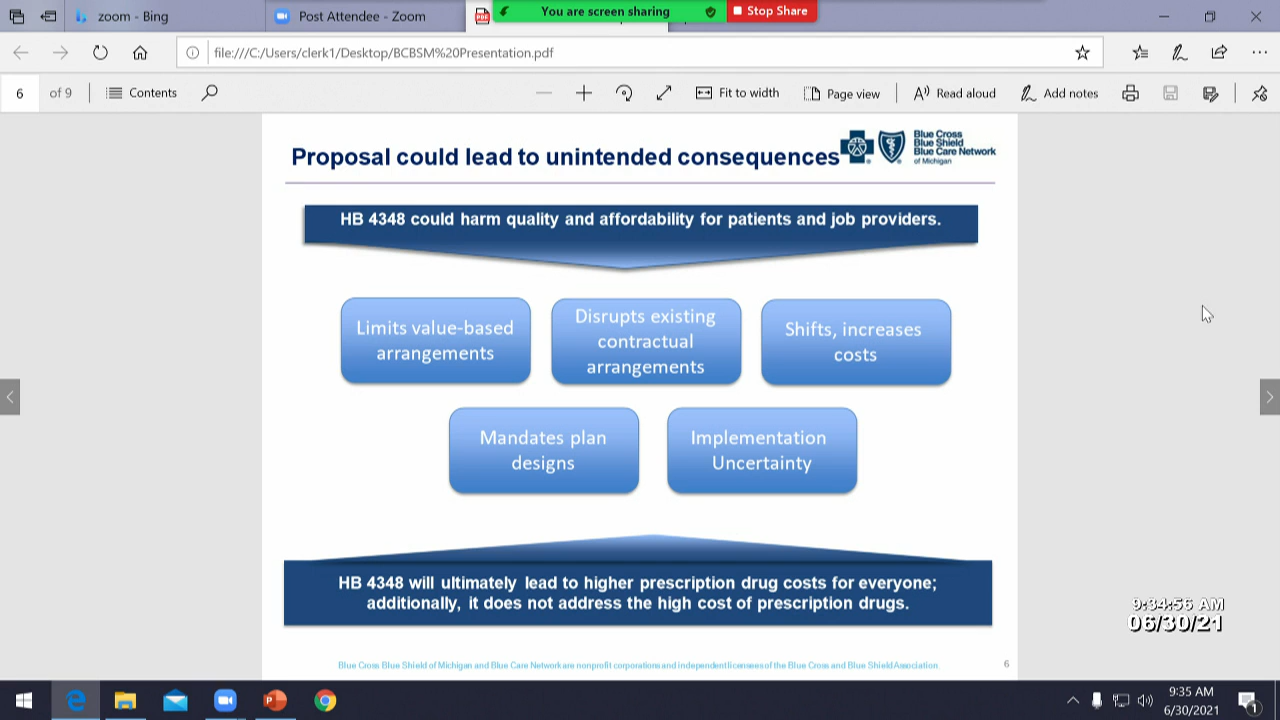 zoom - Bing
Post Attendee - Zoom
PDF
You are screen sharing
Stop Share
file:///C:/Users/clerk1/Desktop/BCBSM%20Presentation.pdf
6 of 9
Contents
Fit to width
Page view
Read aloud
Add notes
Proposal could lead to unintended consequences
Blue Cross
Blue Shield
Blue Care Network
of Michigan
HB 4348 could harm quality and affordability for patients and job providers.
Limits value-based
arrangements
Disrupts existing
contractual
arrangements
Shifts, increases
costs
Mandates plan
designs
Implementation
Uncertainty
HB 4348 will ultimately lead to higher prescription drug costs for everyone;
additionally, it does not address the high cost of prescription drugs.
9:34:56 AM
06/30/21
Blue Cross Blue Shield of Michigan and Blue Care Network are nonprofit corporations and independent licensees of the Blue Cross and Blue Shield Association.
6
9:35 AM
6/30/2021
1